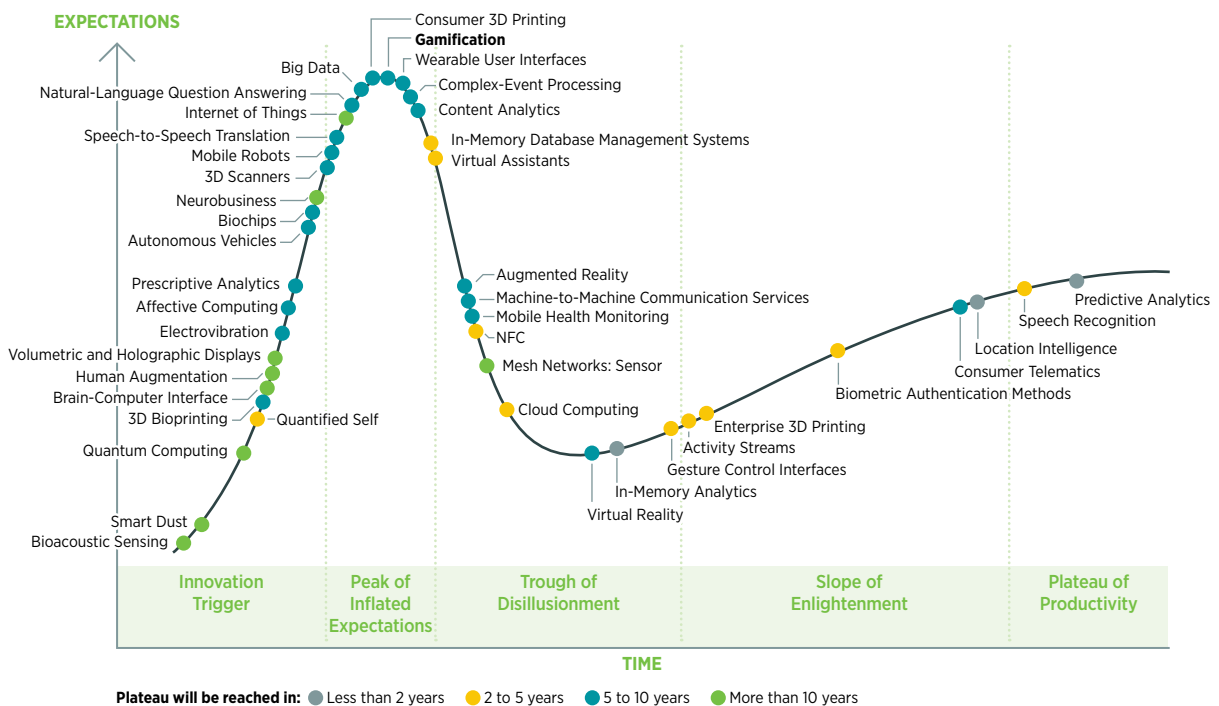 EXPECTATIONS
Consumer 3D Printing
Gamification
Wearable User Interfaces
Big Data
Complex-Event Processing
Natural-Language Question Answering
Content Analytics
Internet of Things
Speech-to-Speech Translation
In-Memory Database Management Systems
Mobile Robots
Virtual Assistants
3D Scanners
Neurobusiness
Biochips
Autonomous Vehicles
Augmented Reality
Prescriptive Analytics
Machine-to-Machine Communication Services
Affective Computing
Mobile Health Monitoring
Electrovibration
NFC
Volumetric and Holographic Displays
Mesh Networks: Sensor
Human Augmentation
Brain-Computer Interface
3D Bioprinting
Quantified Self
Cloud Computing
Quantum Computing
Smart Dust
Bioacoustic Sensing
Predictive Analytics
Speech Recognition
Location Intelligence
Consumer Telematics
Biometric Authentication Methods
Enterprise 3D Printing
Activity Streams
Gesture Control Interfaces
In-Memory Analytics
Virtual Reality
Innovation
Trigger
Peak of
Inflated
Expectations
Trough of
Disillusionment
Slope of
Enlightenment
Plateau of
Productivity
TIME
Plateau will be reached in: Less than 2 years 2 to 5 years 5 to 10 years More than 10 years